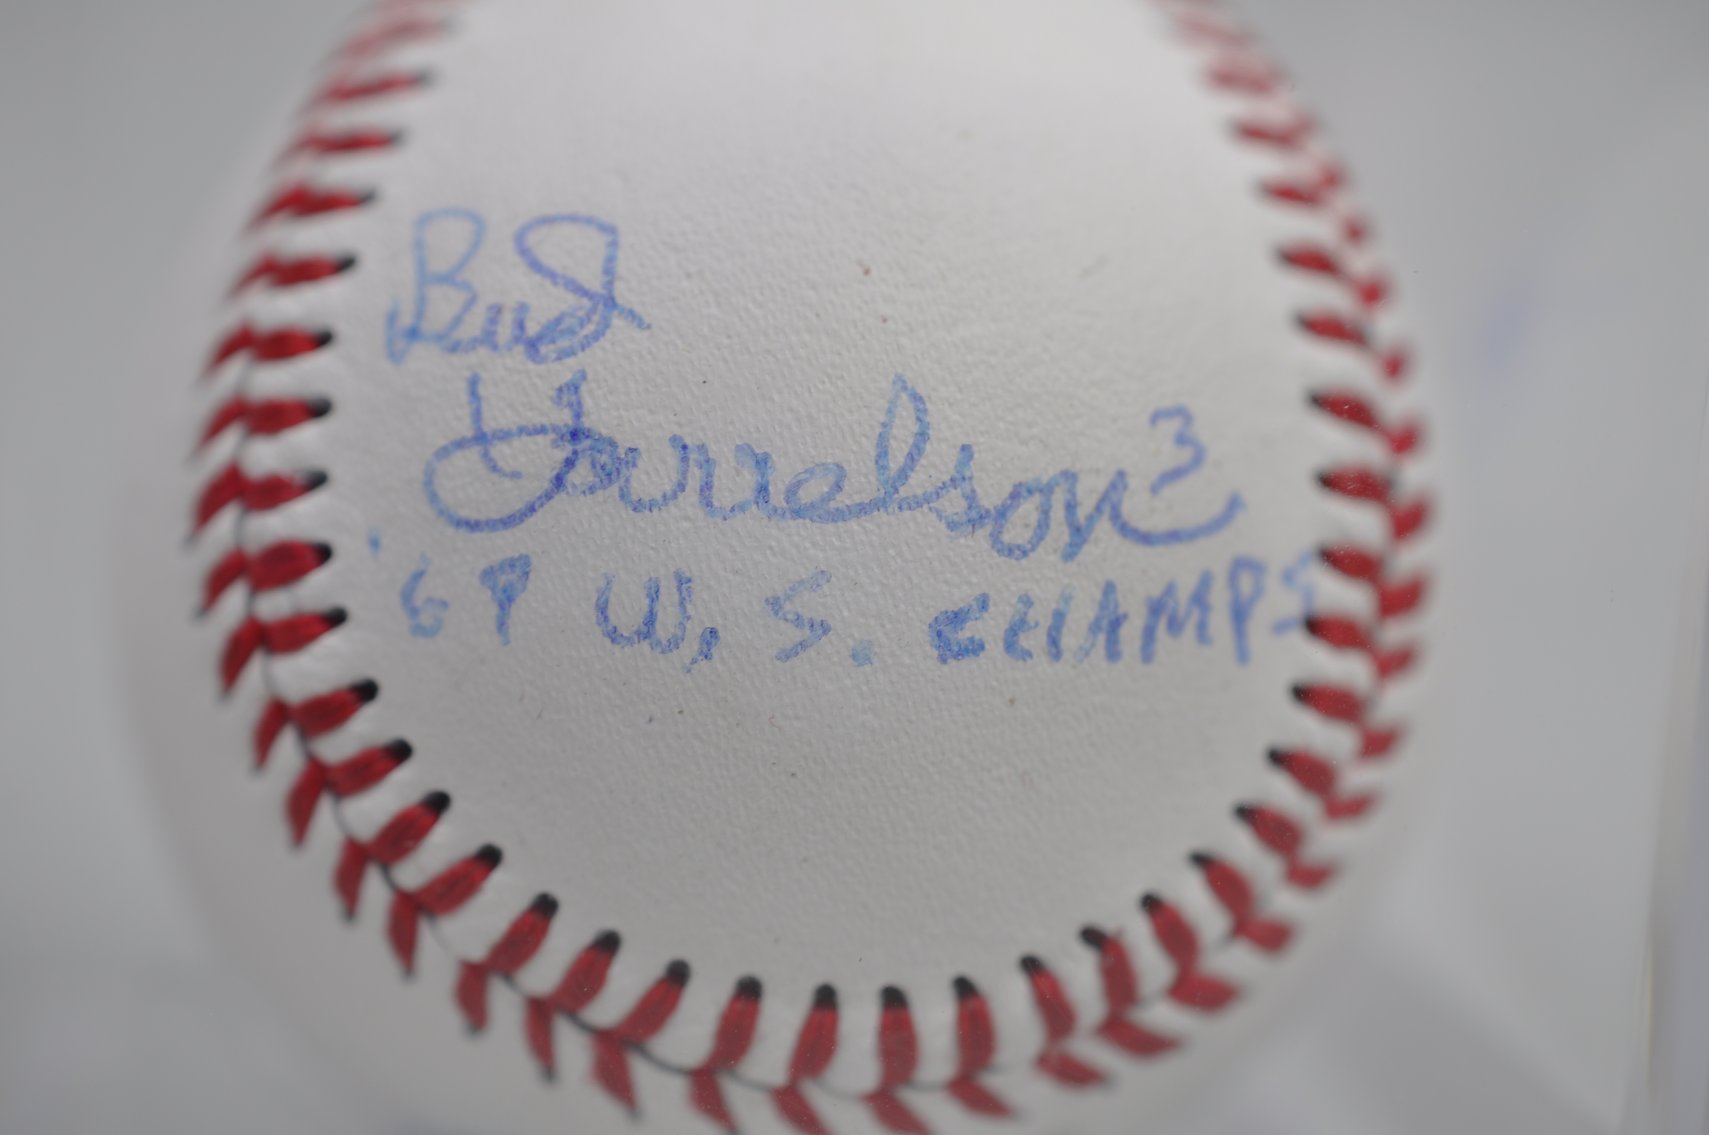 Bud
Harrelson 3
'69 W. S. CHAMPS